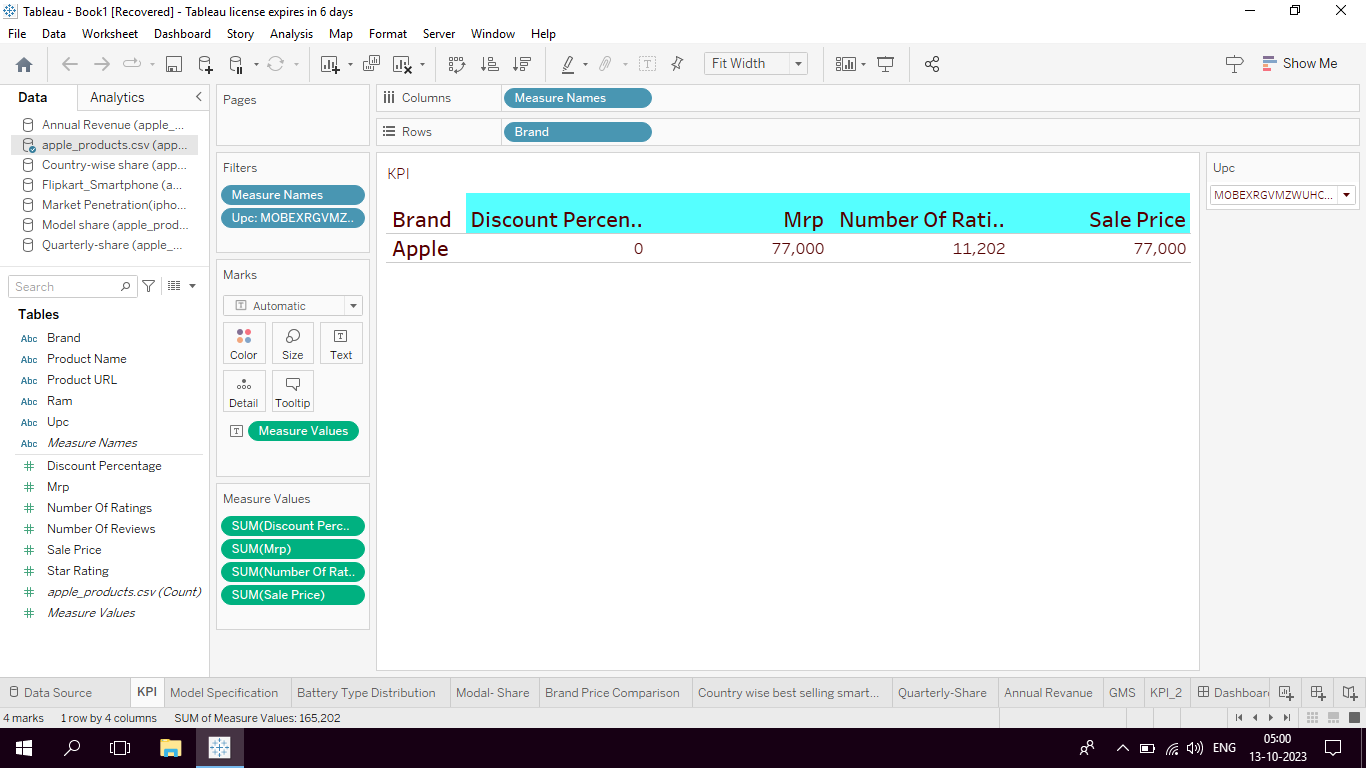 Tableau - Book1 [Recovered] - Tableau license expires in 6 days
File Data Worksheet Dashboard Story Analysis Map Format Server Window Help
Fit Width
Show Me
Data Analytics
Annual Revenue (apple_...
apple_products.csv (app...
Country-wise share (app...
Flipkart_Smartphone (a...
Market Penetration(ipho...
Model share (apple_prod...
Quarterly-share (apple_...
Search
Tables
Abc Brand
Abc Product Name
Abc Product URL
Abc Ram
Abc Upc
Abc Measure Names
# Discount Percentage
# Mrp
# Number Of Ratings
# Number Of Reviews
# Sale Price
# Star Rating
# apple_products.csv (Count)
# Measure Values
Pages
Filters
Measure Names
Upc: MOBEXRGVMZ..
Marks
T Automatic
Color Size Text
Detail Tooltip
T Measure Values
Measure Values
SUM(Discount Perc..
SUM(Mrp)
SUM(Number Of Rat..
SUM(Sale Price)
Columns Measure Names
Rows Brand
KPI
Brand Discount Percen.. Mrp Number Of Rati.. Sale Price
Apple 0 77,000 11,202 77,000
Upc
MOBEXRGVMZWUHC...
Data Source KPI Model Specification Battery Type Distribution Modal- Share Brand Price Comparison Country wise best selling smart... Quarterly-Share Annual Revanue GMS KPI_2 Dashboar
4 marks 1 row by 4 columns SUM of Measure Values: 165,202
ENG
05:00
13-10-2023